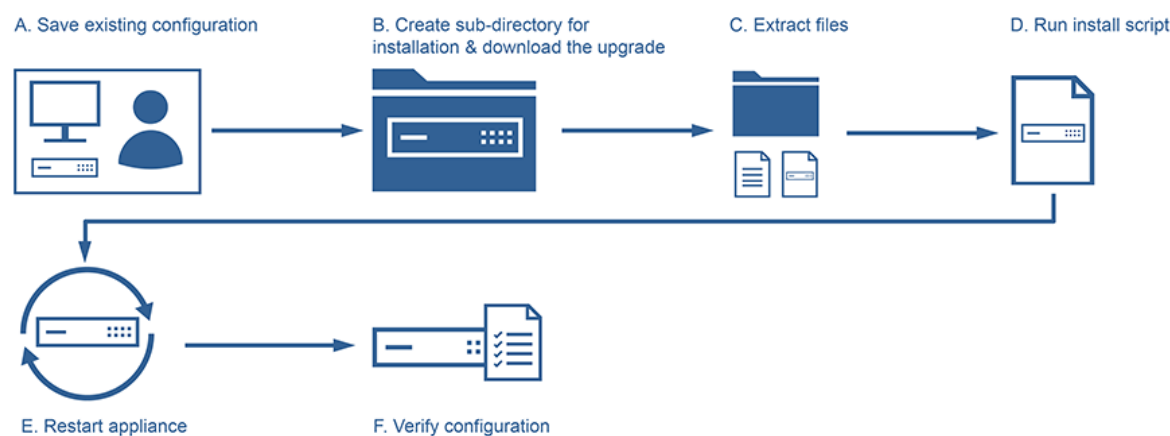 A. Save existing configuration
B. Create sub-directory for
installation & download the upgrade
C. Extract files
D. Run install script
E. Restart appliance
F. Verify configuration